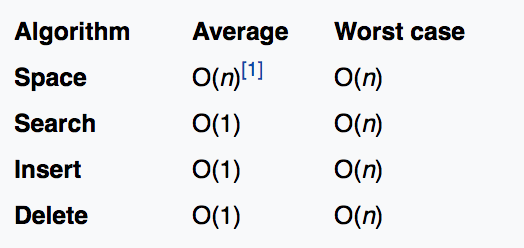 Algorithm Average Worst case
Space O(n)[1] O(n)
Search O(1) O(n)
Insert O(1) O(n)
Delete O(1) O(n)